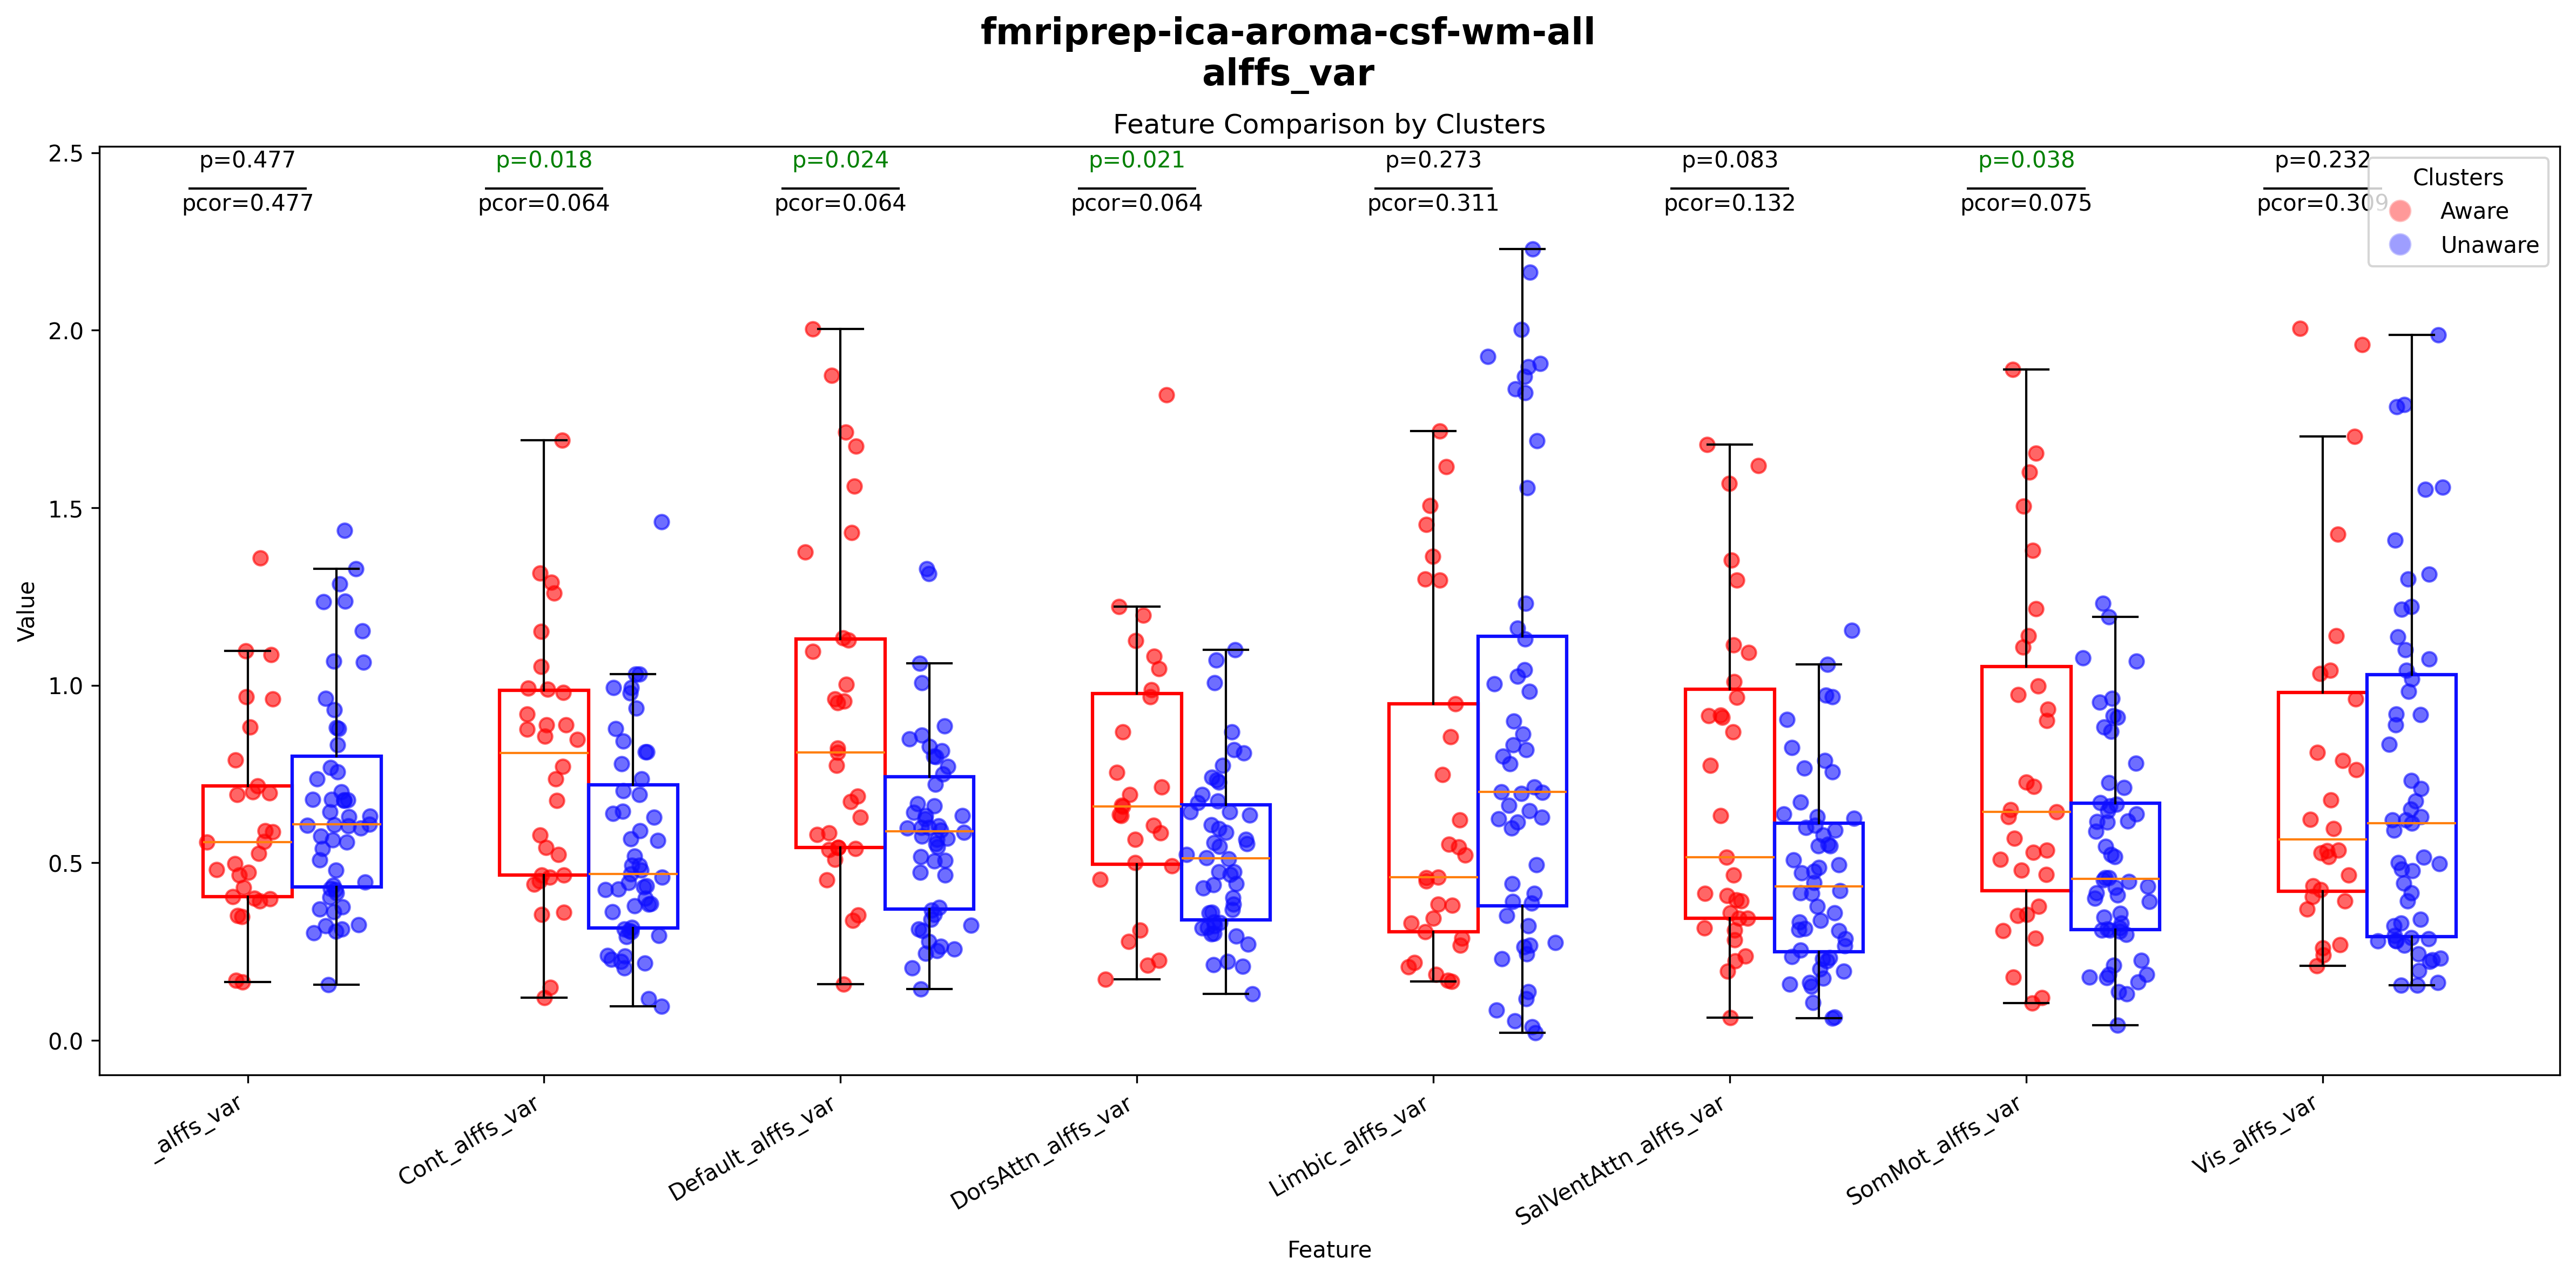 fmriprep-ica-aroma-csf-wm-all
alffs_var
Feature Comparison by Clusters
p=0.477 p=0.018 p=0.024 p=0.021 p=0.273 p=0.083 p=0.038 p=0.232
pcor=0.477 pcor=0.064 pcor=0.064 pcor=0.064 pcor=0.311 pcor=0.132 pcor=0.075 pcor=0.309
Clusters
Aware
Unaware
2.5
2.0
1.5
1.0
0.5
0.0
Value
_alffs_var Cont_alffs_var Default_alffs_var DorsAttn_alffs_var Limbic_alffs_var SalVentAttn_alffs_var SomMot_alffs_var Vis_alffs_var
Feature